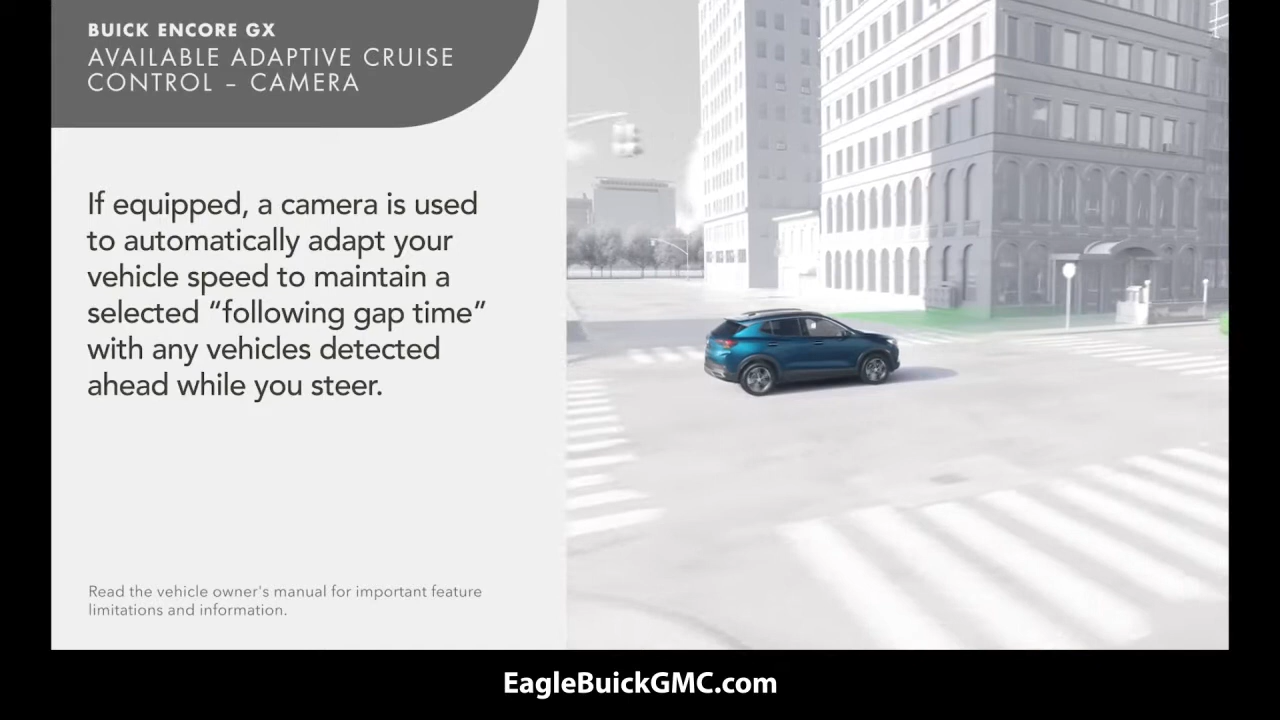 BUICK ENCORE GX
AVAILABLE ADAPTIVE CRUISE
CONTROL – CAMERA
If equipped, a camera is used
to automatically adapt your
vehicle speed to maintain a
selected “following gap time”
with any vehicles detected
ahead while you steer.
Read the vehicle owner's manual for important feature
limitations and information.
EagleBuickGMC.com